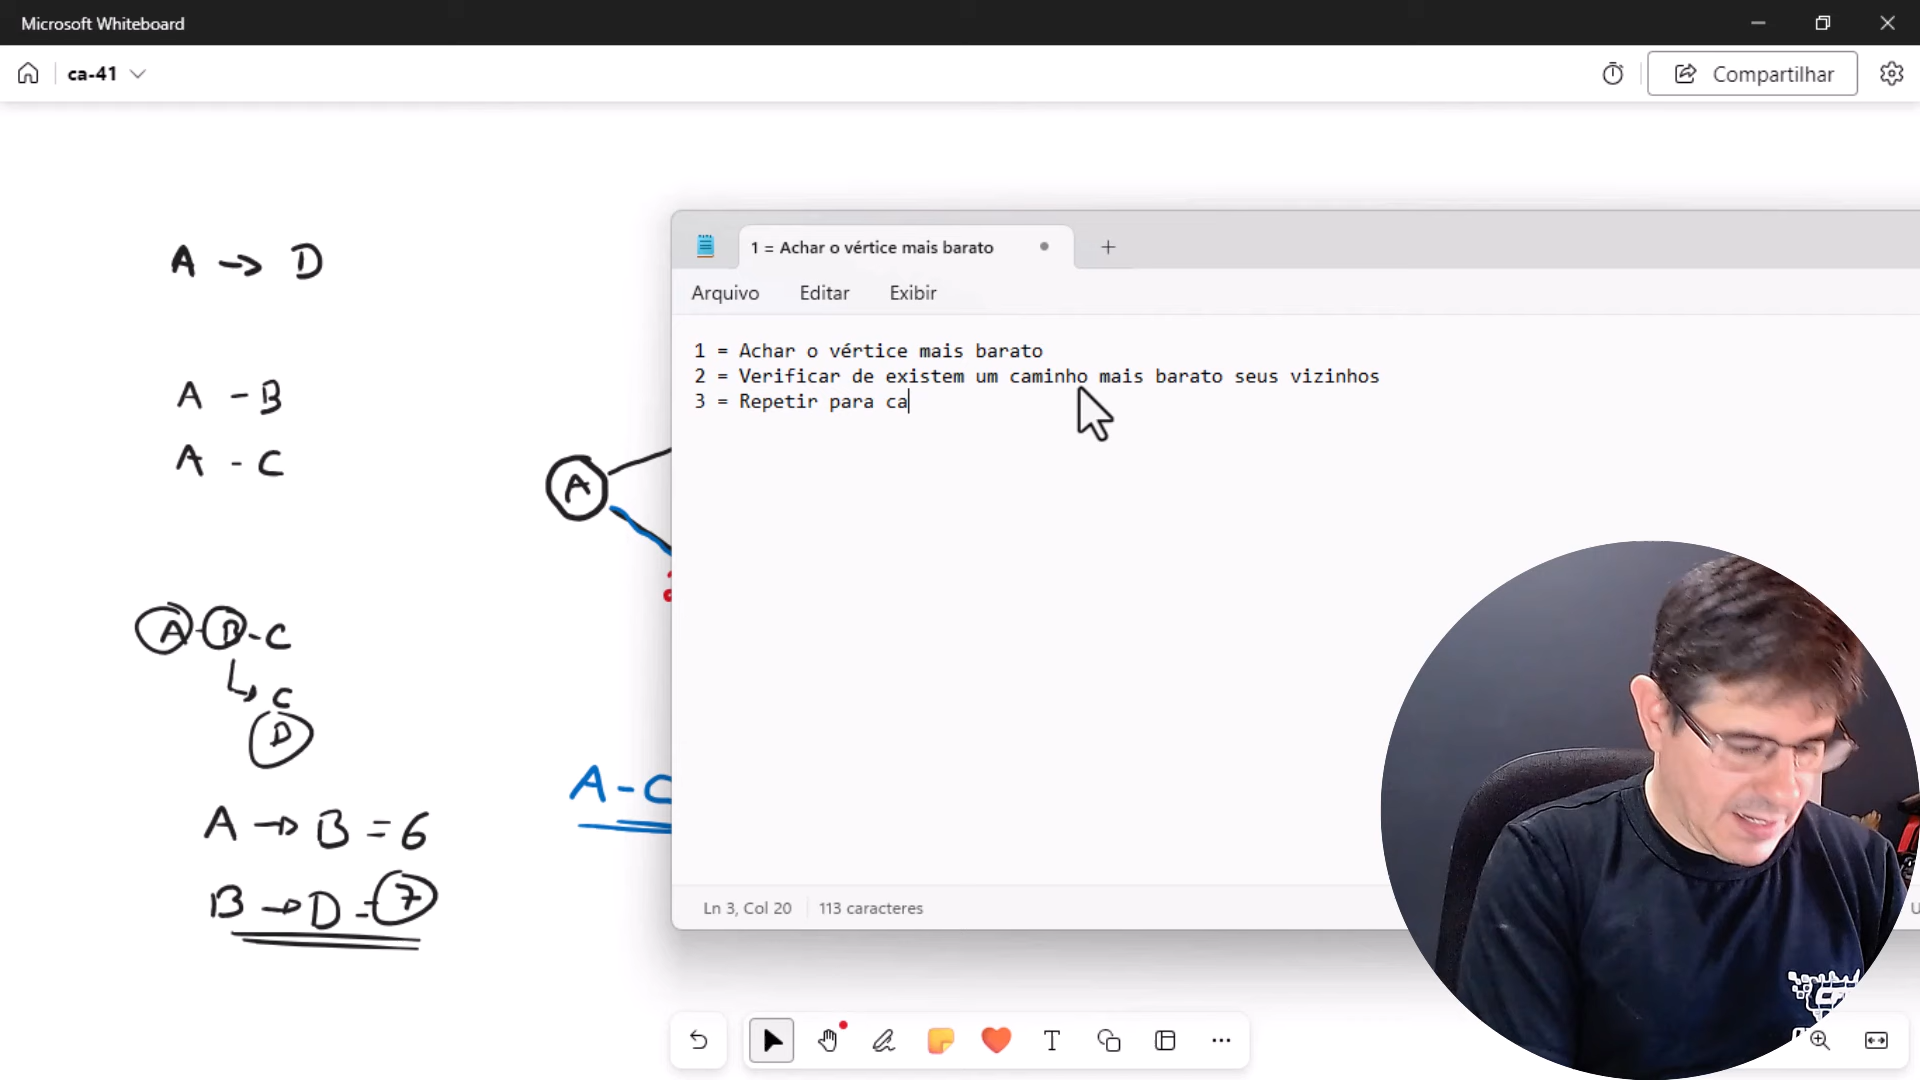 Microsoft Whiteboard
ca-41
Compartilhar
A → D
A - B
A - C
A-B-C
C
D
A → B = 6
B → D = 7
A
A-C
1 = Achar o vértice mais barato
Arquivo Editar Exibir
1 = Achar o vértice mais barato
2 = Verificar de existem um caminho mais barato seus vizinhos
3 = Repetir para ca
Ln 3, Col 20
113 caracteres